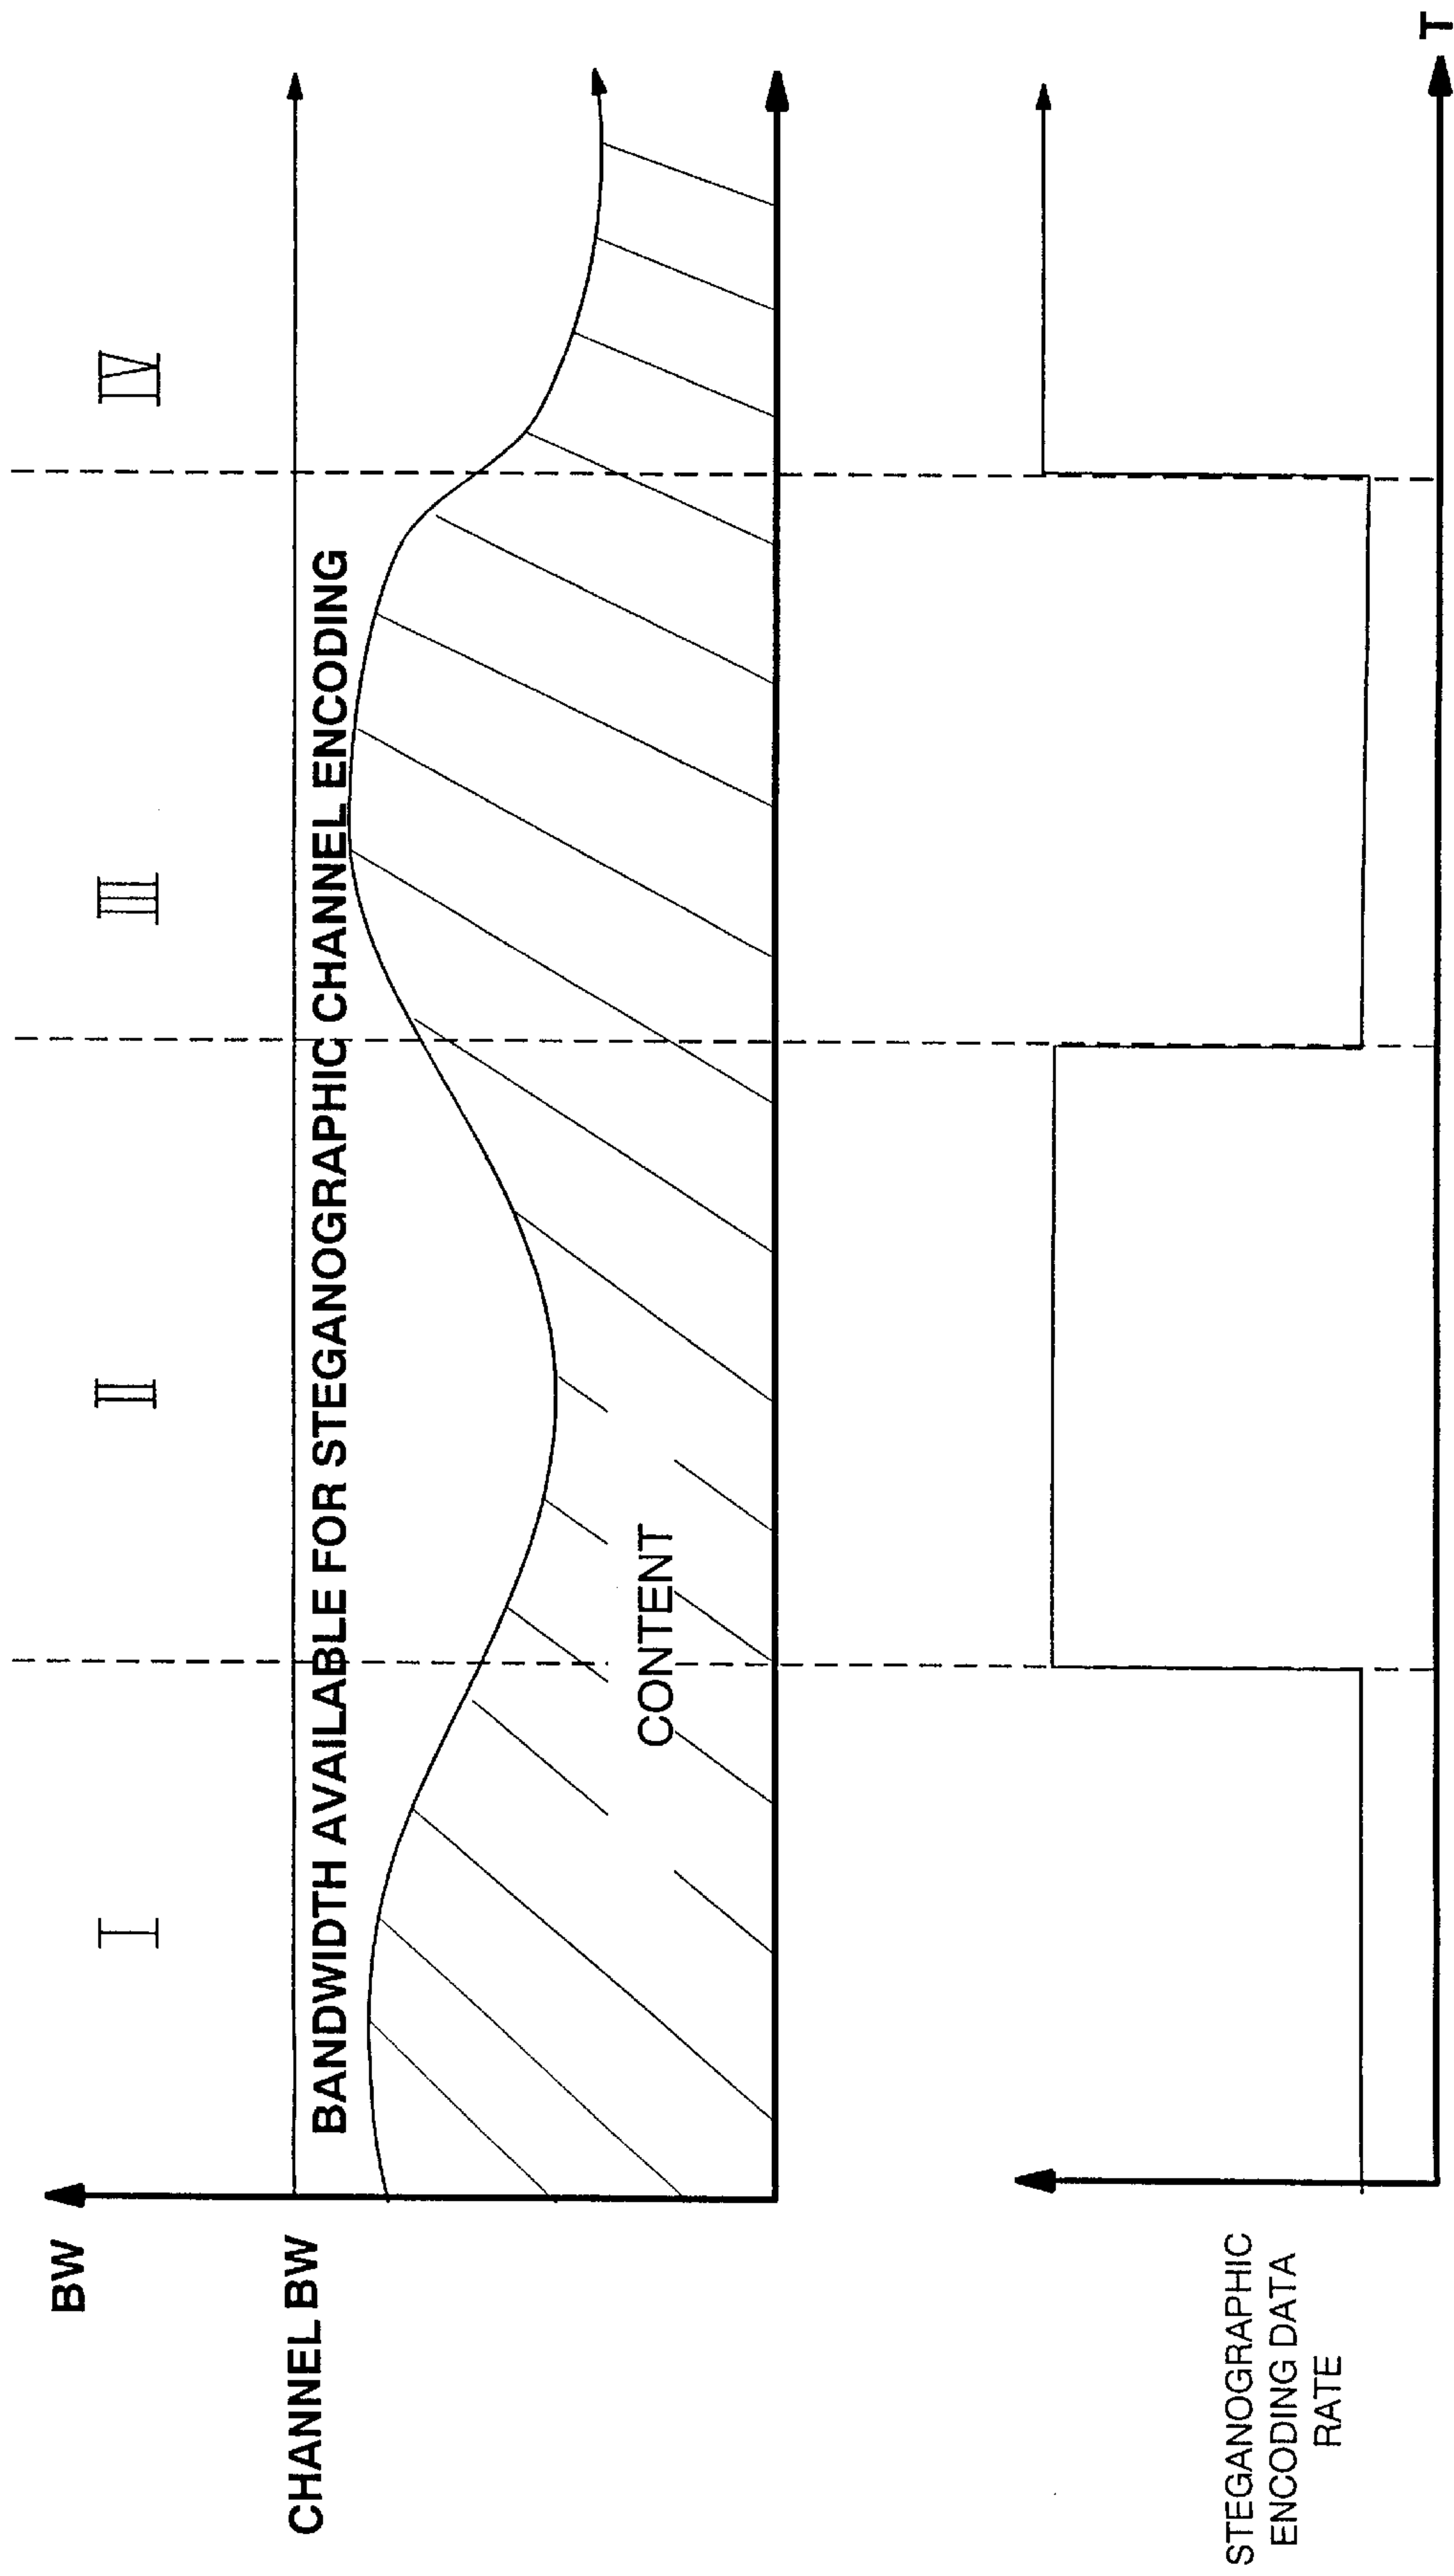 I II III IV
BW
CHANNEL BW
BANDWIDTH AVAILABLE FOR STEGANOGRAPHIC CHANNEL ENCODING
CONTENT
STEGANOGRAPHIC
ENCODING DATA
RATE
T